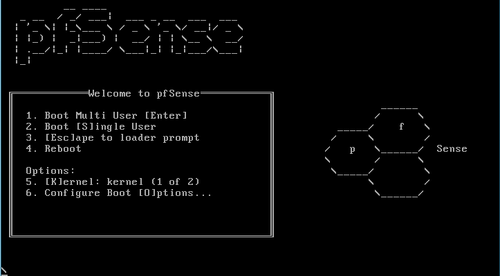 pfSense
Welcome to pfSense
1. Boot Multi User [Enter]
2. Boot [S]ingle User
3. [Esc]ape to loader prompt
4. Reboot
Options:
5. [K]ernel: kernel (1 of 2)
6. Configure Boot [O]ptions...
f
p
Sense